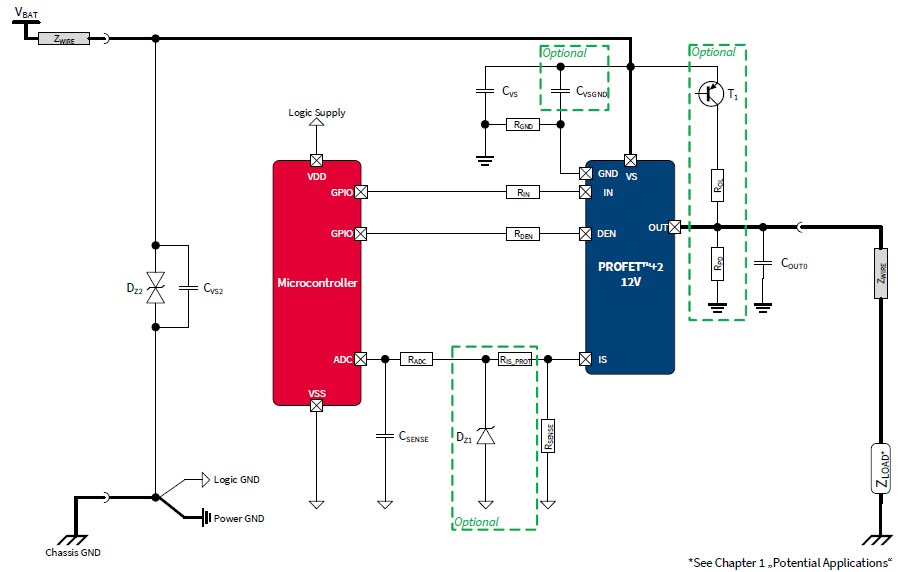 VBAT
ZWIRE
Optional
Optional
CVS
CVSGND
T1
Logic Supply
RGND
VDD
GND
VS
GPIO
RIN
IN
ROL
GPIO
RDEN
DEN
OUT
RPD
COUT0
ZWIRE
PROFET™+2
12V
Microcontroller
DZ2
CVS2
ADC
RADC
RIS_PROT
IS
VSS
CSENSE
DZ1
RSENSE
ZLOAD*
Logic GND
Power GND
Optional
Chassis GND
*See Chapter 1 „Potential Applications“